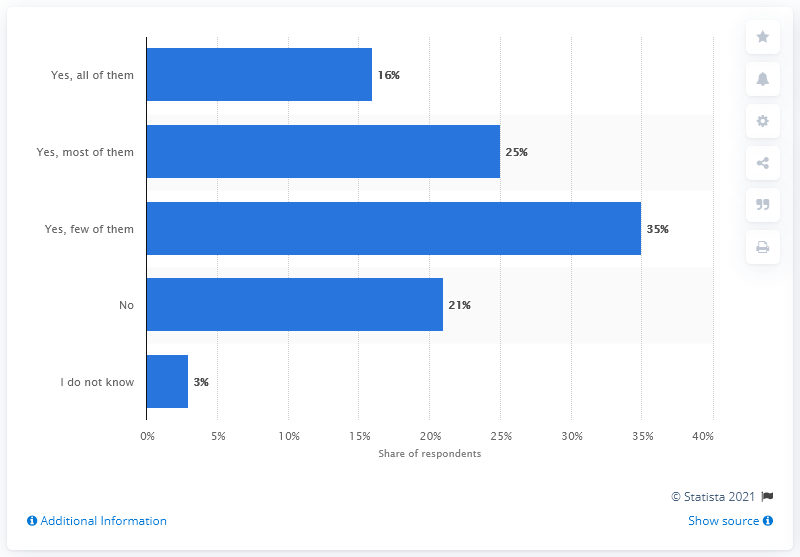 Yes, all of them 16%
Yes, most of them 25%
Yes, few of them 35%
No 21%
I do not know 3%
0% 5% 10% 15% 20% 25% 30% 35% 40%
Share of respondents
© Statista 2021
Additional Information Show source